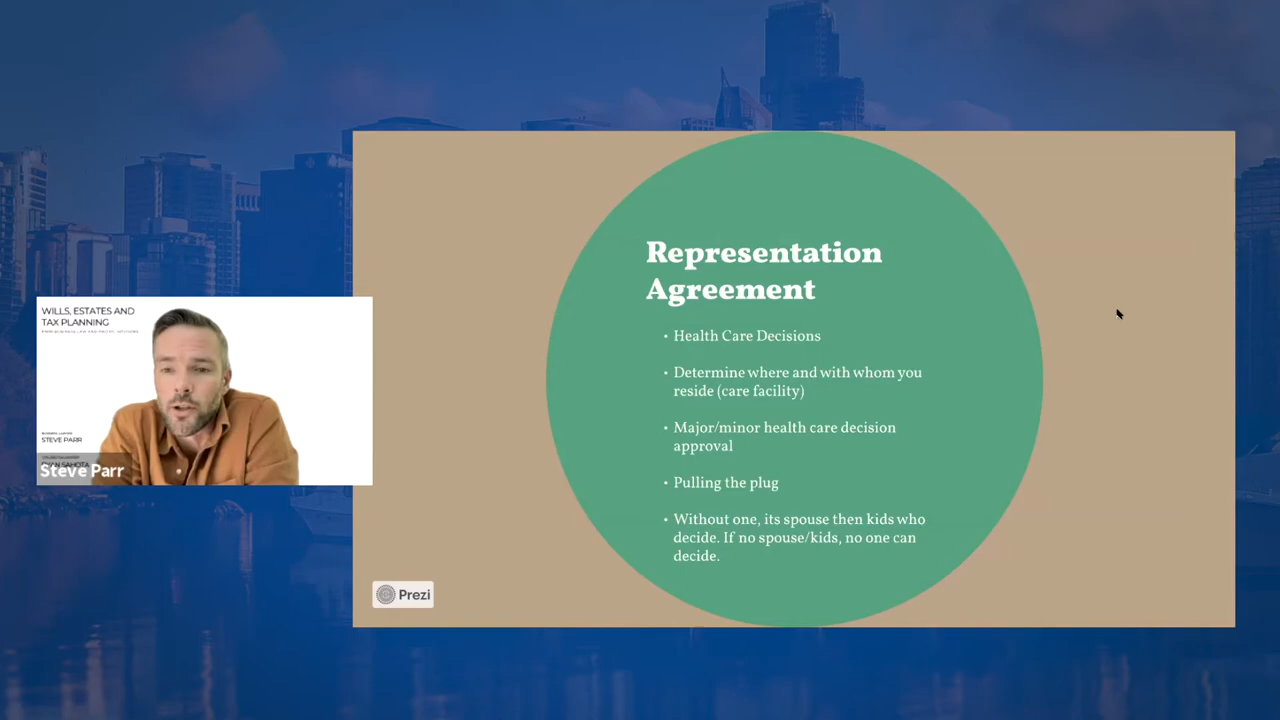 WILLS, ESTATES AND
TAX PLANNING
STEVE PARR
Steve Parr
Representation
Agreement
• Health Care Decisions
• Determine where and with whom you
reside (care facility)
• Major/minor health care decision
approval
• Pulling the plug
• Without one, its spouse then kids who
decide. If no spouse/kids, no one can
decide.
Prezi